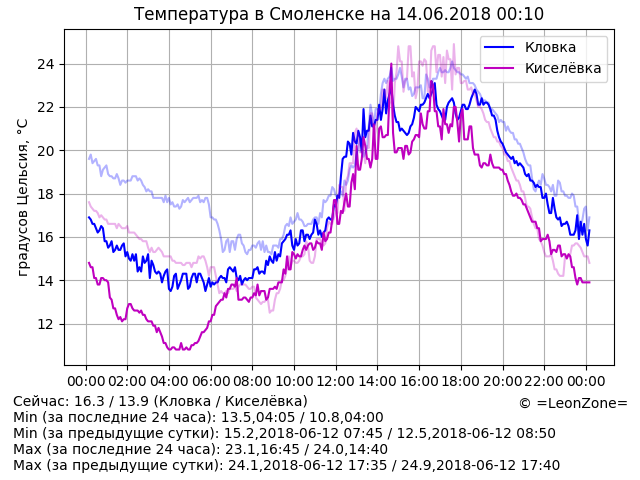 Температура в Смоленске на 14.06.2018 00:10
Кловка
Киселёвка
градусов Цельсия, °C
24
22
20
18
16
14
12
00:00 02:00 04:00 06:00 08:00 10:00 12:00 14:00 16:00 18:00 20:00 22:00 00:00
Сейчас: 16.3 / 13.9 (Кловка / Киселёвка)
© =LeonZone=
Min (за последние 24 часа): 13.5,04:05 / 10.8,04:00
Min (за предыдущие сутки): 15.2,2018-06-12 07:45 / 12.5,2018-06-12 08:50
Max (за последние 24 часа): 23.1,16:45 / 24.0,14:40
Max (за предыдущие сутки): 24.1,2018-06-12 17:35 / 24.9,2018-06-12 17:40